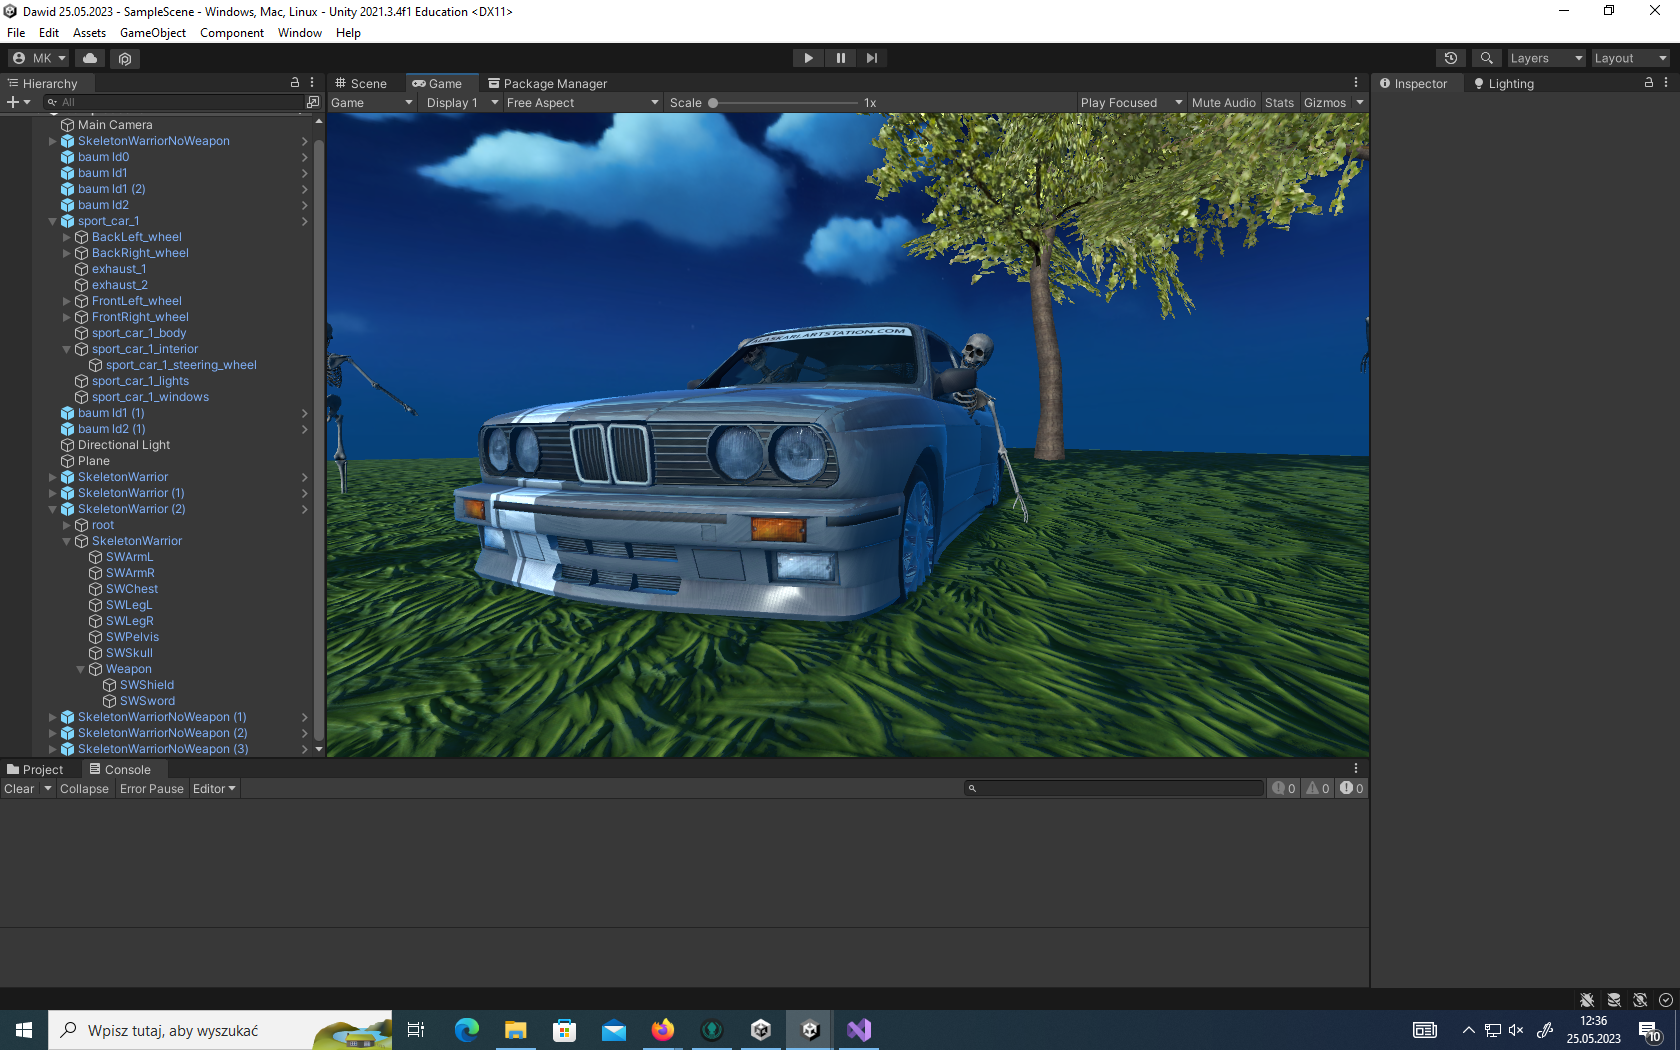 Dawid 25.05.2023 - SampleScene - Windows, Mac, Linux - Unity 2021.3.4f1 Education <DX11>
File Edit Assets GameObject Component Window Help
MK Layers Layout
Hierarchy Scene Game Package Manager Inspector Lighting
All Game Display 1 Free Aspect Scale 1x Play Focused Mute Audio Stats Gizmos
Main Camera
SkeletonWarriorNoWeapon
baum ld0
baum ld1
baum ld1 (2)
baum ld2
sport_car_1
BackLeft_wheel
BackRight_wheel
exhaust_1
exhaust_2
FrontLeft_wheel
FrontRight_wheel
sport_car_1_body
sport_car_1_interior
sport_car_1_steering_wheel
sport_car_1_lights
sport_car_1_windows
baum ld1 (1)
baum ld2 (1)
Directional Light
Plane
SkeletonWarrior
SkeletonWarrior (1)
SkeletonWarrior (2)
root
SkeletonWarrior
SWArmL
SWArmR
SWChest
SWLegL
SWLegR
SWPelvis
SWSkull
Weapon
SWShield
SWSword
SkeletonWarriorNoWeapon (1)
SkeletonWarriorNoWeapon (2)
SkeletonWarriorNoWeapon (3)
Project Console
Clear Collapse Error Pause Editor 0 0 0
Wpisz tutaj, aby wyszukać
12:36
25.05.2023
10